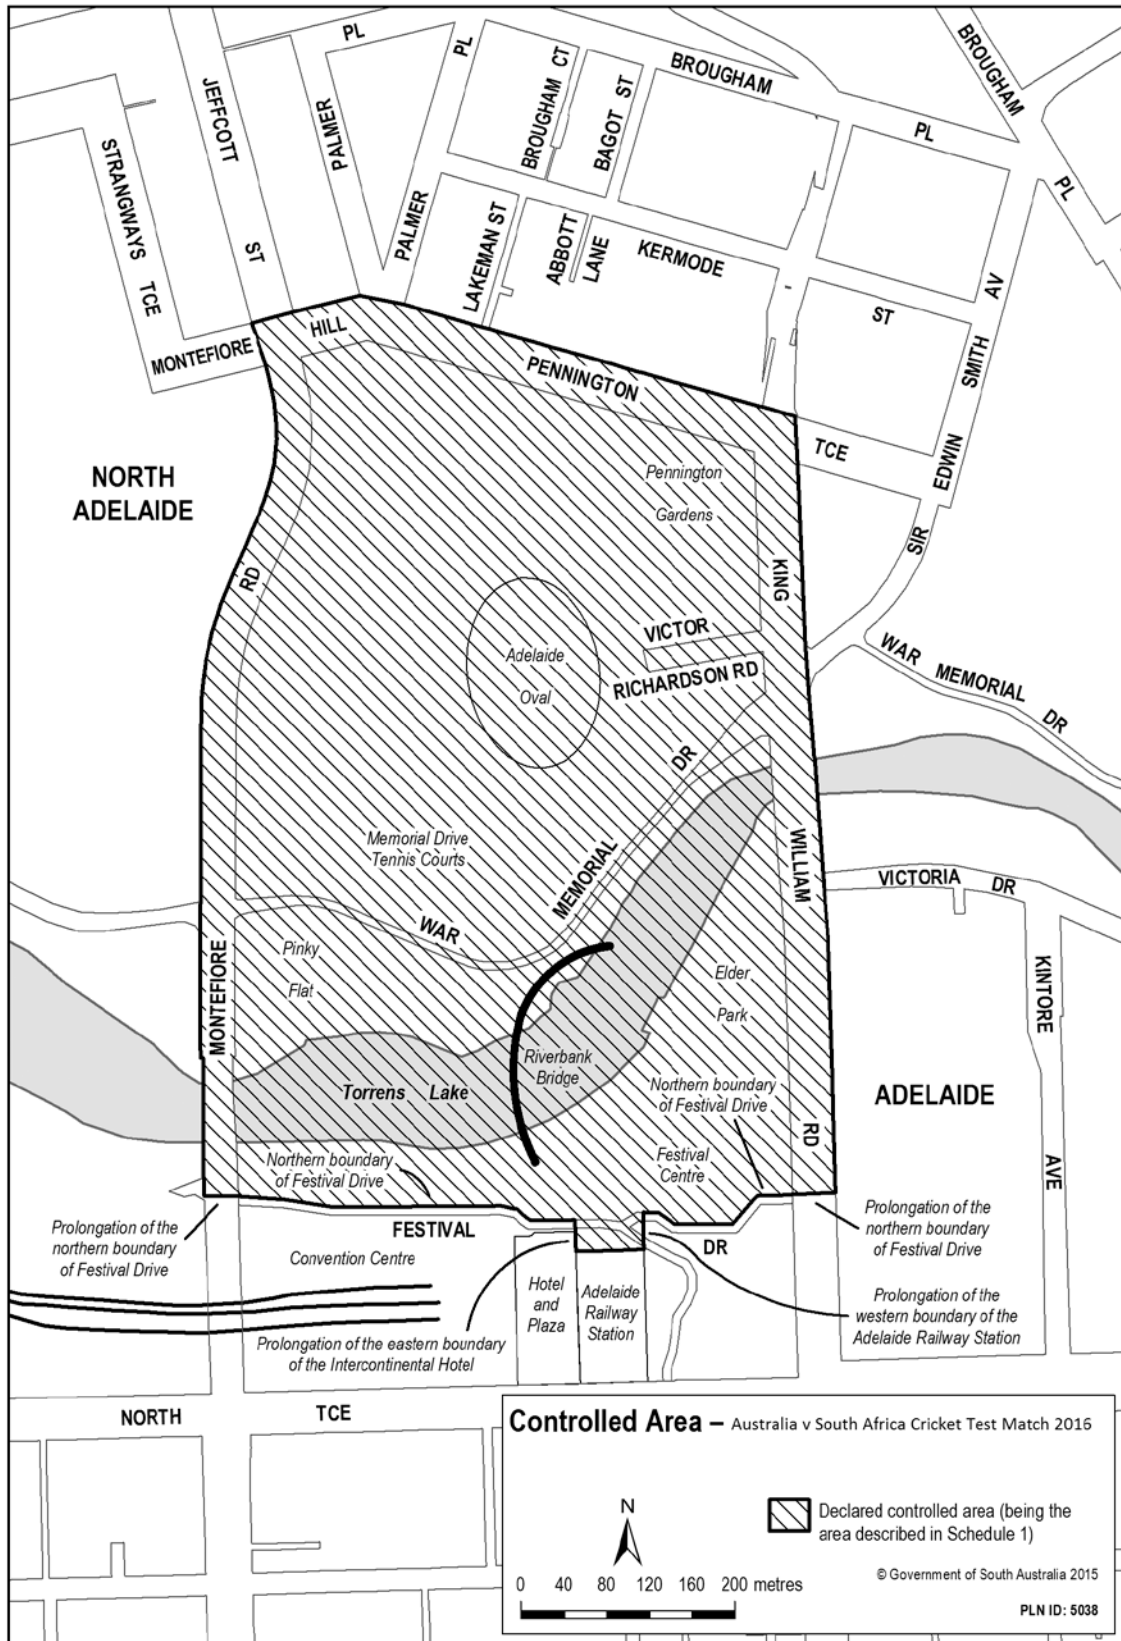 PL
PL
BROUGHAM
BROUGHAM
PL
PL
JEFFCOTT
ST
PALMER
PALMER
BROUGHAM CT
BAGOT ST
STRANGWAYS
TCE
LAKEMAN ST
ABBOTT
LANE
KERMODE
ST
SIR
EDWIN
SMITH
AV
MONTEFIORE
HILL
PENNINGTON
TCE
NORTH
ADELAIDE
Pennington
Gardens
RD
KING
VICTOR
RICHARDSON RD
Adelaide
Oval
WAR
MEMORIAL
DR
DR
Memorial Drive
Tennis Courts
MEMORIAL
WAR
WILLIAM
VICTORIA
DR
Pinky
Flat
MONTEFIORE
Elder
Park
KINTORE
AVE
Riverbank
Bridge
Torrens Lake
Northern boundary
of Festival Drive
ADELAIDE
RD
Northern boundary
of Festival Drive
Festival
Centre
Prolongation of the
northern boundary
of Festival Drive
FESTIVAL
DR
Prolongation of the
northern boundary
of Festival Drive
Convention Centre
Hotel
and
Plaza
Adelaide
Railway
Station
Prolongation of the
western boundary of the
Adelaide Railway Station
Prolongation of the eastern boundary
of the Intercontinental Hotel
NORTH
TCE
Controlled Area – Australia v South Africa Cricket Test Match 2016
N
Declared controlled area (being the
area described in Schedule 1)
0 40 80 120 160 200 metres
© Government of South Australia 2015
PLN ID: 5038